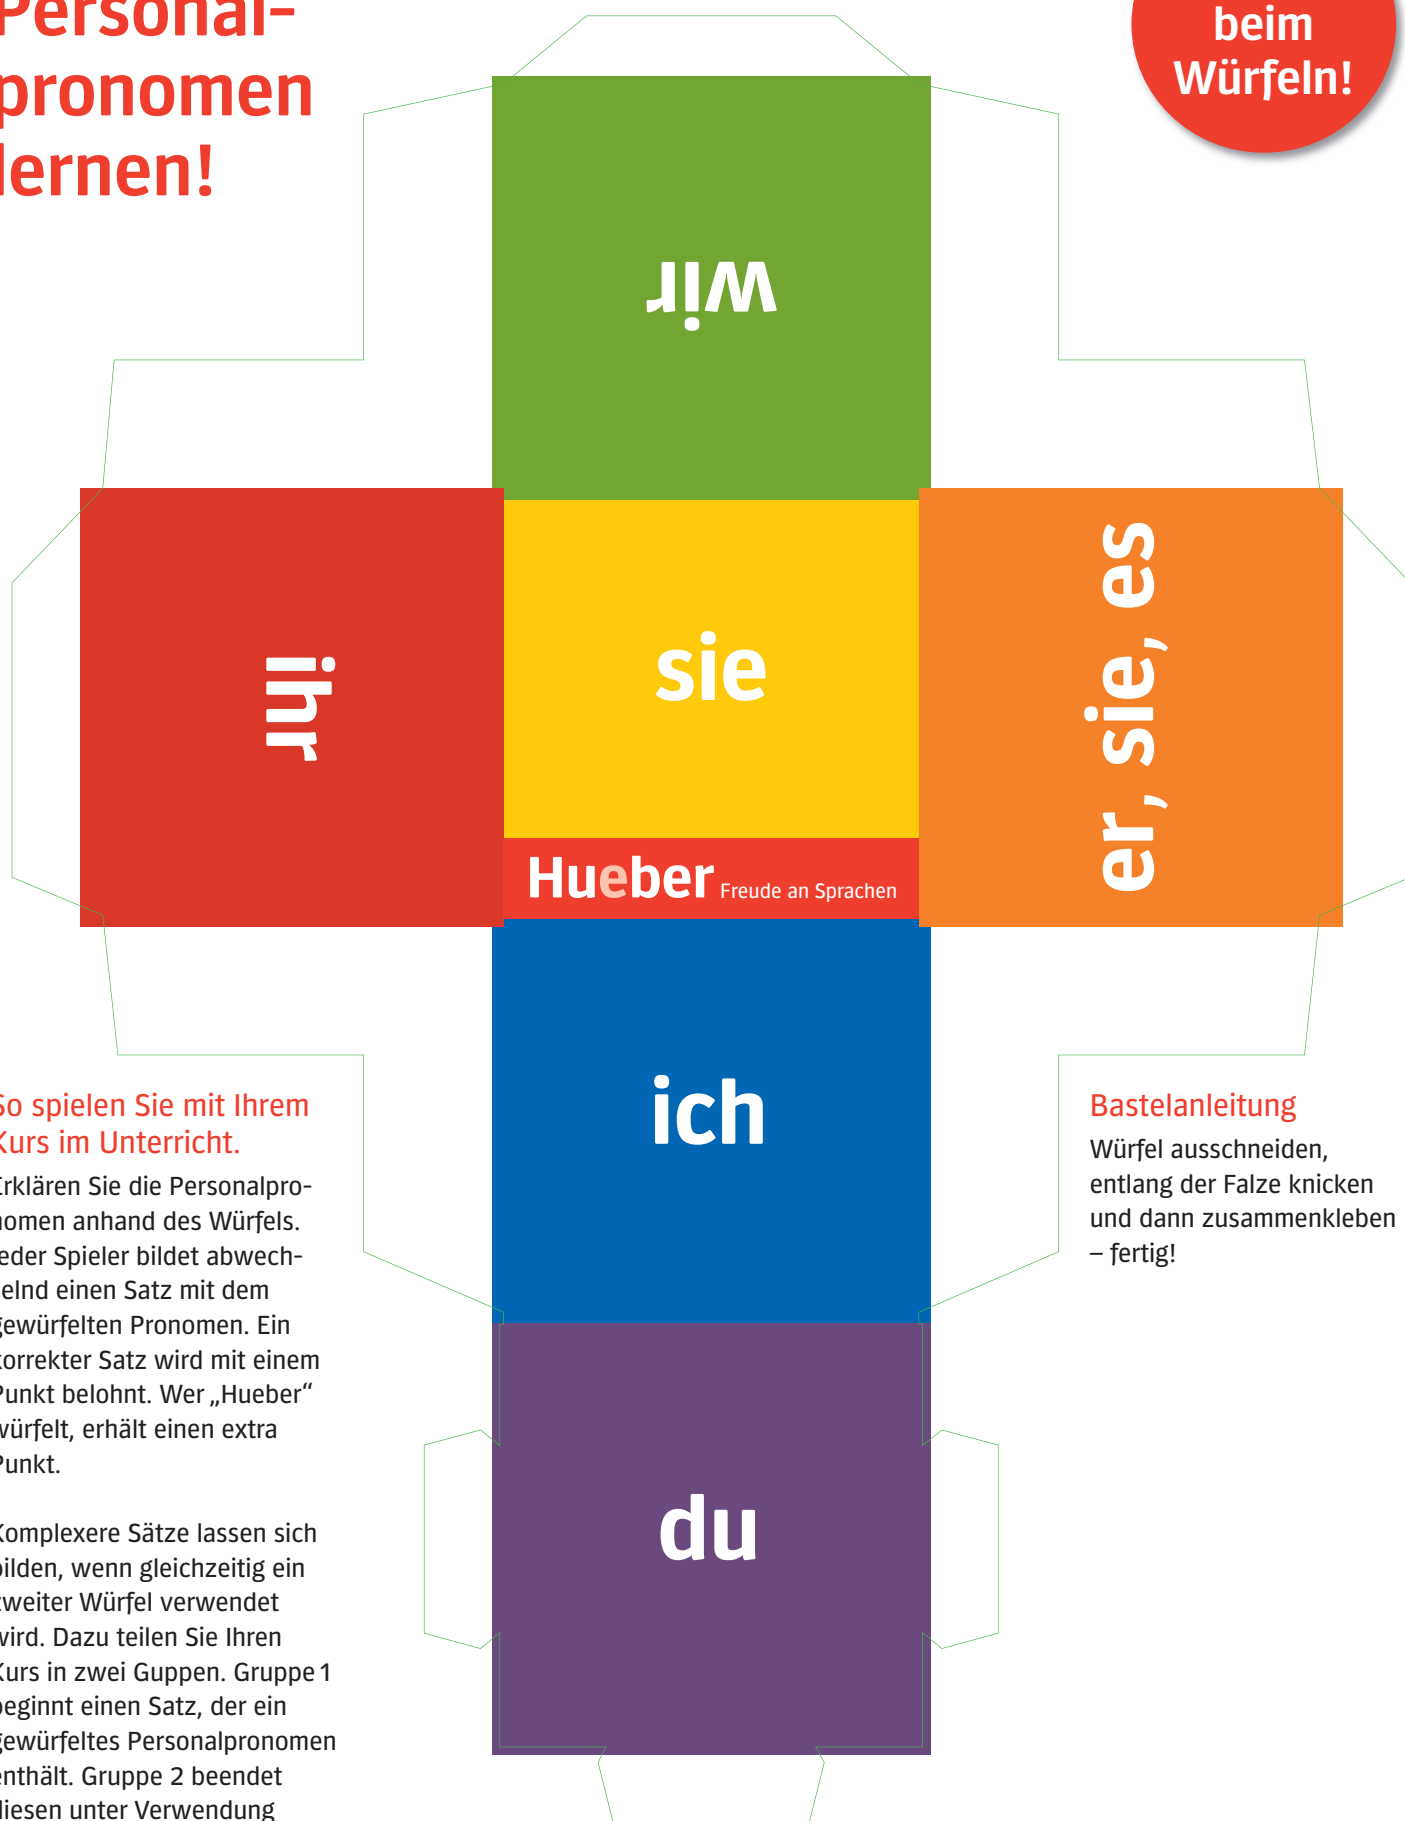 Personal-
pronomen
lernen!
beim
Würfeln!
wir
ihr
sie
er, sie, es
Hueber Freude an Sprachen
ich
du
So spielen Sie mit Ihrem
Kurs im Unterricht.
Erklären Sie die Personalpro-
nomen anhand des Würfels.
Jeder Spieler bildet abwech-
selnd einen Satz mit dem
gewürfelten Pronomen. Ein
korrekter Satz wird mit einem
Punkt belohnt. Wer „Hueber“
würfelt, erhält einen extra
Punkt.
Komplexere Sätze lassen sich
bilden, wenn gleichzeitig ein
zweiter Würfel verwendet
wird. Dazu teilen Sie Ihren
Kurs in zwei Guppen. Gruppe 1
beginnt einen Satz, der ein
gewürfeltes Personalpronomen
enthält. Gruppe 2 beendet
diesen unter Verwendung
Bastelanleitung
Würfel ausschneiden,
entlang der Falze knicken
und dann zusammenkleben
– fertig!